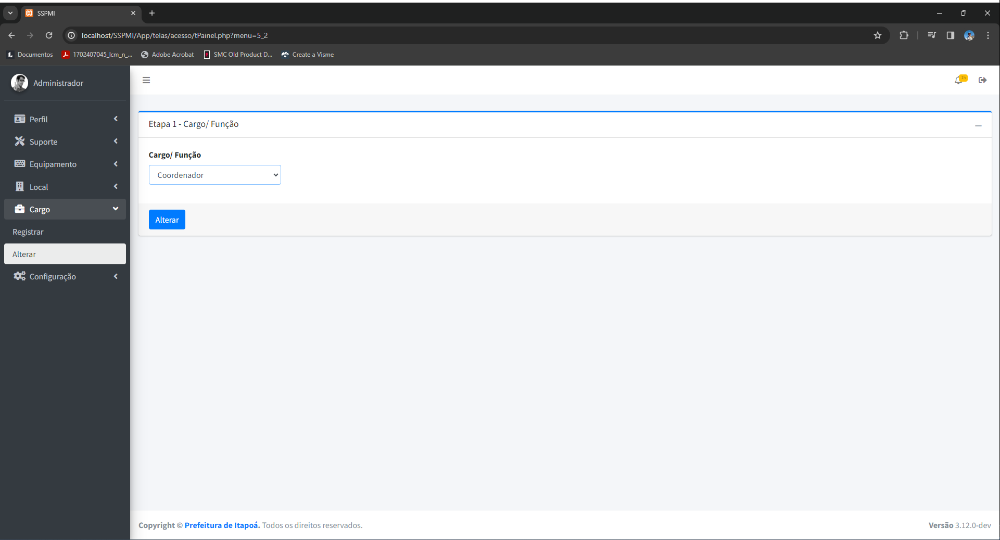 SSPMI
localhost/SSPMI/App/telas/acesso/tPainel.php?menu=5_2
Documentos 1702407045_lcm_n_... Adobe Acrobat SMC Old Product D... Create a Visme
Administrador
15
Perfil
Suporte
Equipamento
Local
Cargo
Registrar
Alterar
Configuração
Etapa 1 - Cargo/ Função
Cargo/ Função
Coordenador
Alterar
Copyright © Prefeitura de Itapoá. Todos os direitos reservados.
Versão 3.12.0-dev